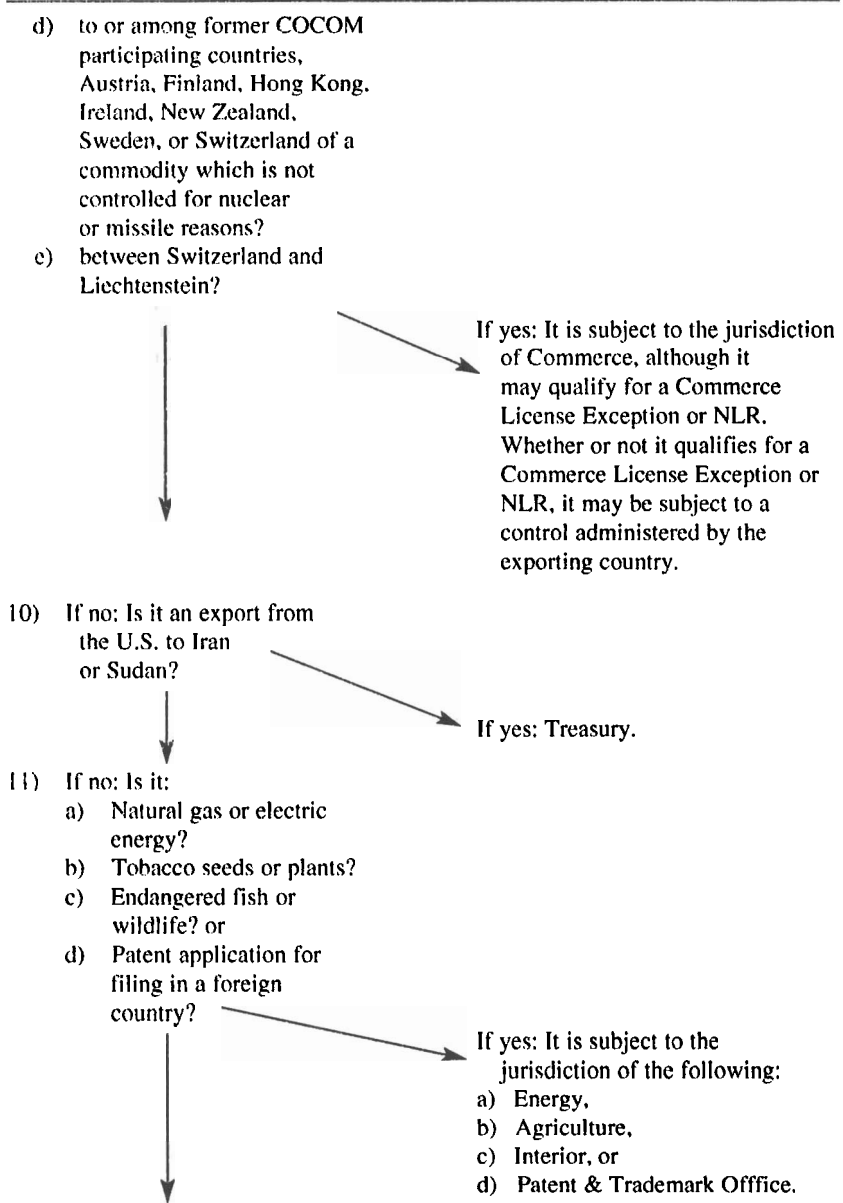 d) to or among former COCOM
participating countries,
Austria, Finland, Hong Kong,
Ireland, New Zealand,
Sweden, or Switzerland of a
commodity which is not
controlled for nuclear
or missile reasons?
e) between Switzerland and
Liechtenstein?
If yes: It is subject to the jurisdiction
of Commerce, although it
may qualify for a Commerce
License Exception or NLR.
Whether or not it qualifies for a
Commerce License Exception or
NLR, it may be subject to a
control administered by the
exporting country.
10) If no: Is it an export from
the U.S. to Iran
or Sudan?
If yes: Treasury.
11) If no: Is it:
a) Natural gas or electric
energy?
b) Tobacco seeds or plants?
c) Endangered fish or
wildlife? or
d) Patent application for
filing in a foreign
country?
If yes: It is subject to the
jurisdiction of the following:
a) Energy,
b) Agriculture,
c) Interior, or
d) Patent & Trademark Offfice.